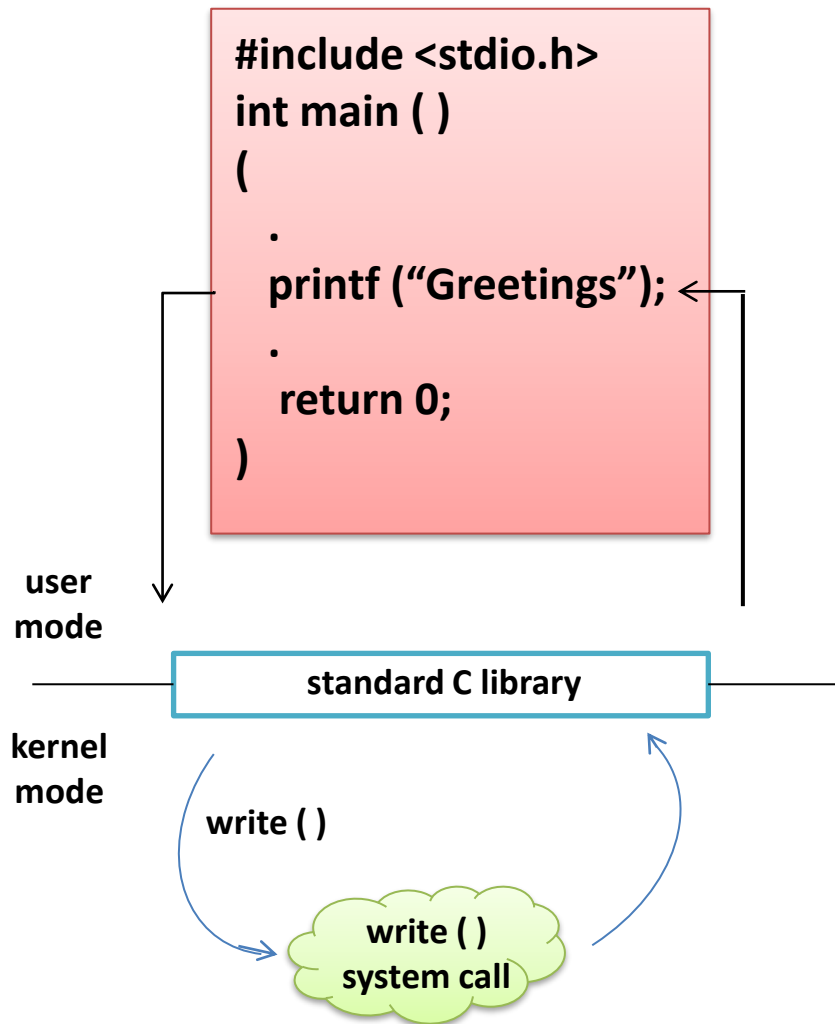 #include <stdio.h>
int main ( )
(
.
printf (“Greetings”);
.
return 0;
)
user
mode
standard C library
kernel
mode
write ( )
write ( )
system call